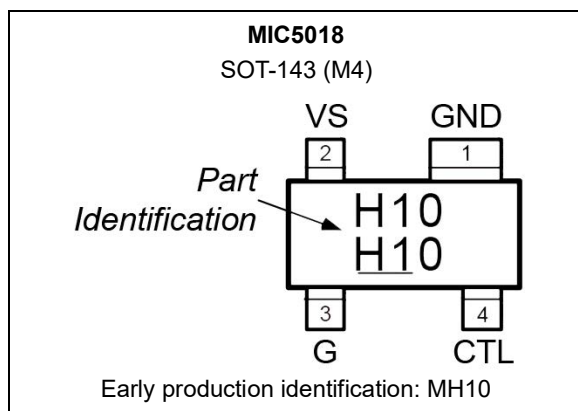 MIC5018
SOT-143 (M4)
VS GND
2 1
Part
Identification
H10
H10
3 4
G CTL
Early production identification: MH10